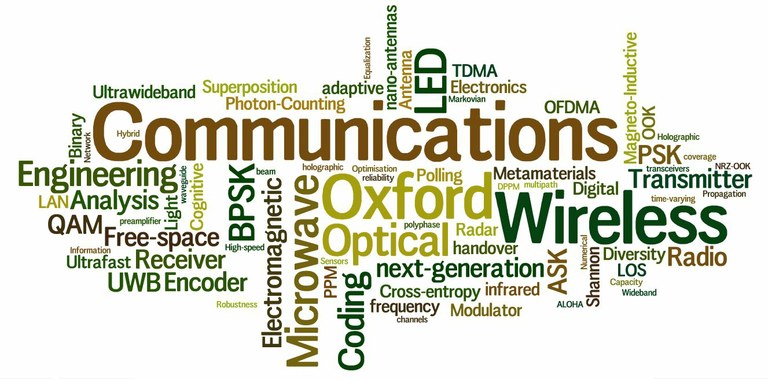 nano-antennas
Equalization
Antenna
LED
TDMA
Magneto-Inductive
Ultrawideband
Superposition
adaptive
Electronics
Photon-Counting
Markovian
OFDMA
OOK
Binary
Network
Hybrid
Communications
Holographic
PSK
coverage
Engineering
waveguide
Cognitive
BPSK
beam
holographic
Optimisation
reliability
Polling
Metamaterials
transceivers
NRZ-OOK
LAN
Analysis
Light
Electromagnetic
Microwave
Oxford
DPPM
multipath
Digital
Transmitter
Propagation
time-varying
QAM
preamplifier
Free-space
High-speed
polyphase
Wireless
Information
Optical
Radar
handover
Numerical
Shannon
Diversity
Radio
Ultrafast
Receiver
Sensors
PPM
Coding
next-generation
ASK
LOS
UWB
Encoder
Cross-entropy
infrared
Capacity
Wideband
Robustness
frequency
channels
Modulator
ALOHA